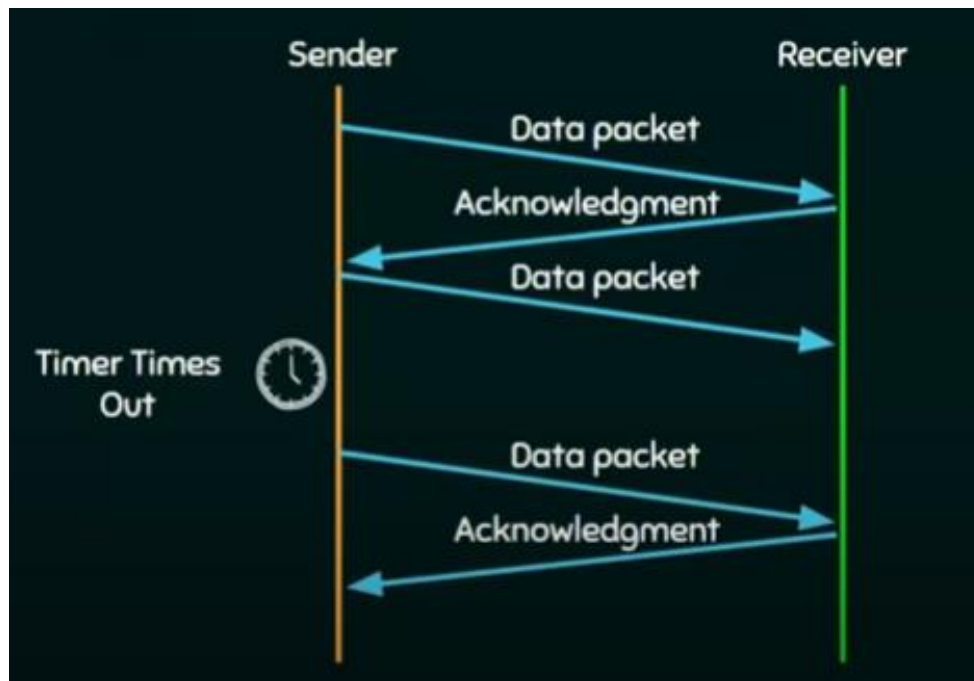 Sender
Receiver
Data packet
Acknowledgment
Data packet
Timer Times
Out
Data packet
Acknowledgment